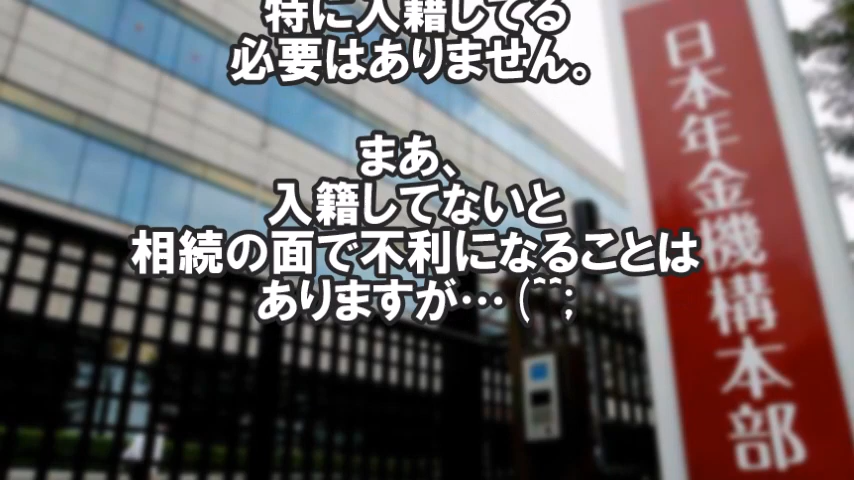 特に入籍してる
必要はありません。
まあ、
入籍してないと
相続の面で不利になることは
ありますが…(^^;
日本年金機構本部